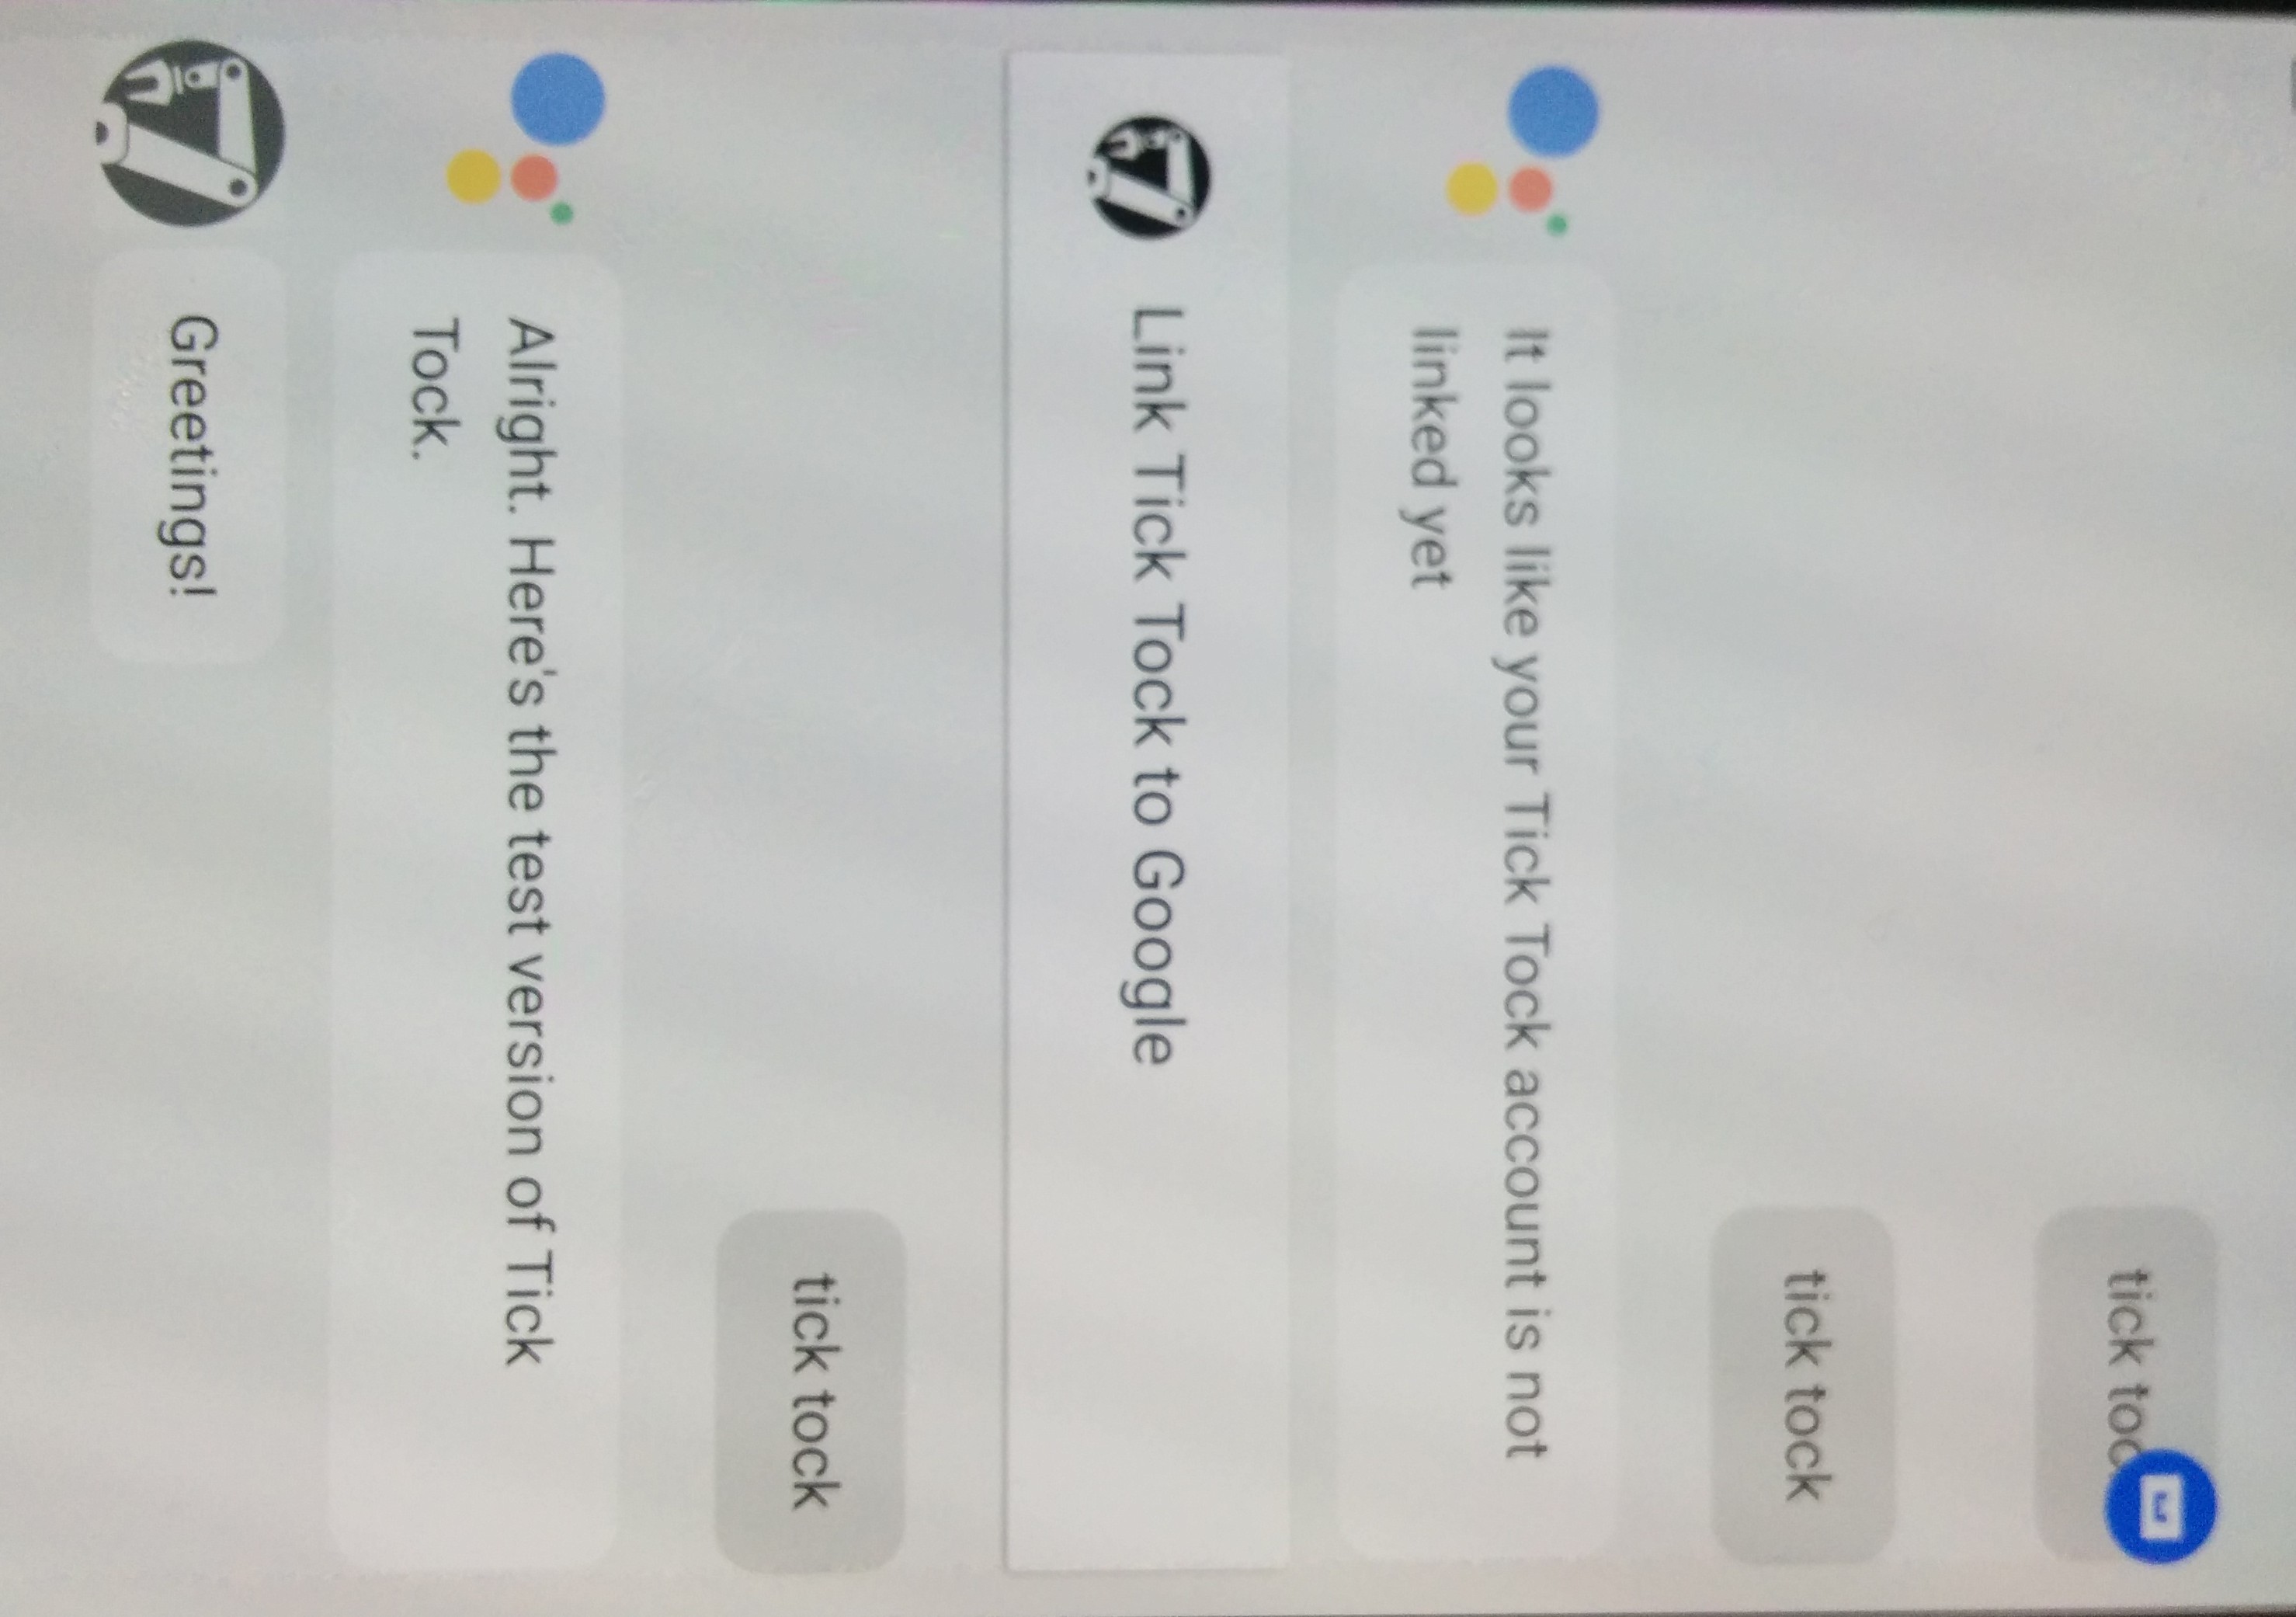 tick
tick tock
It looks like your Tick Tock account is not
linked yet
Link Tick Tock to Google
tick tock
Alright. Here's the test version of Tick
Tock.
Greetings!